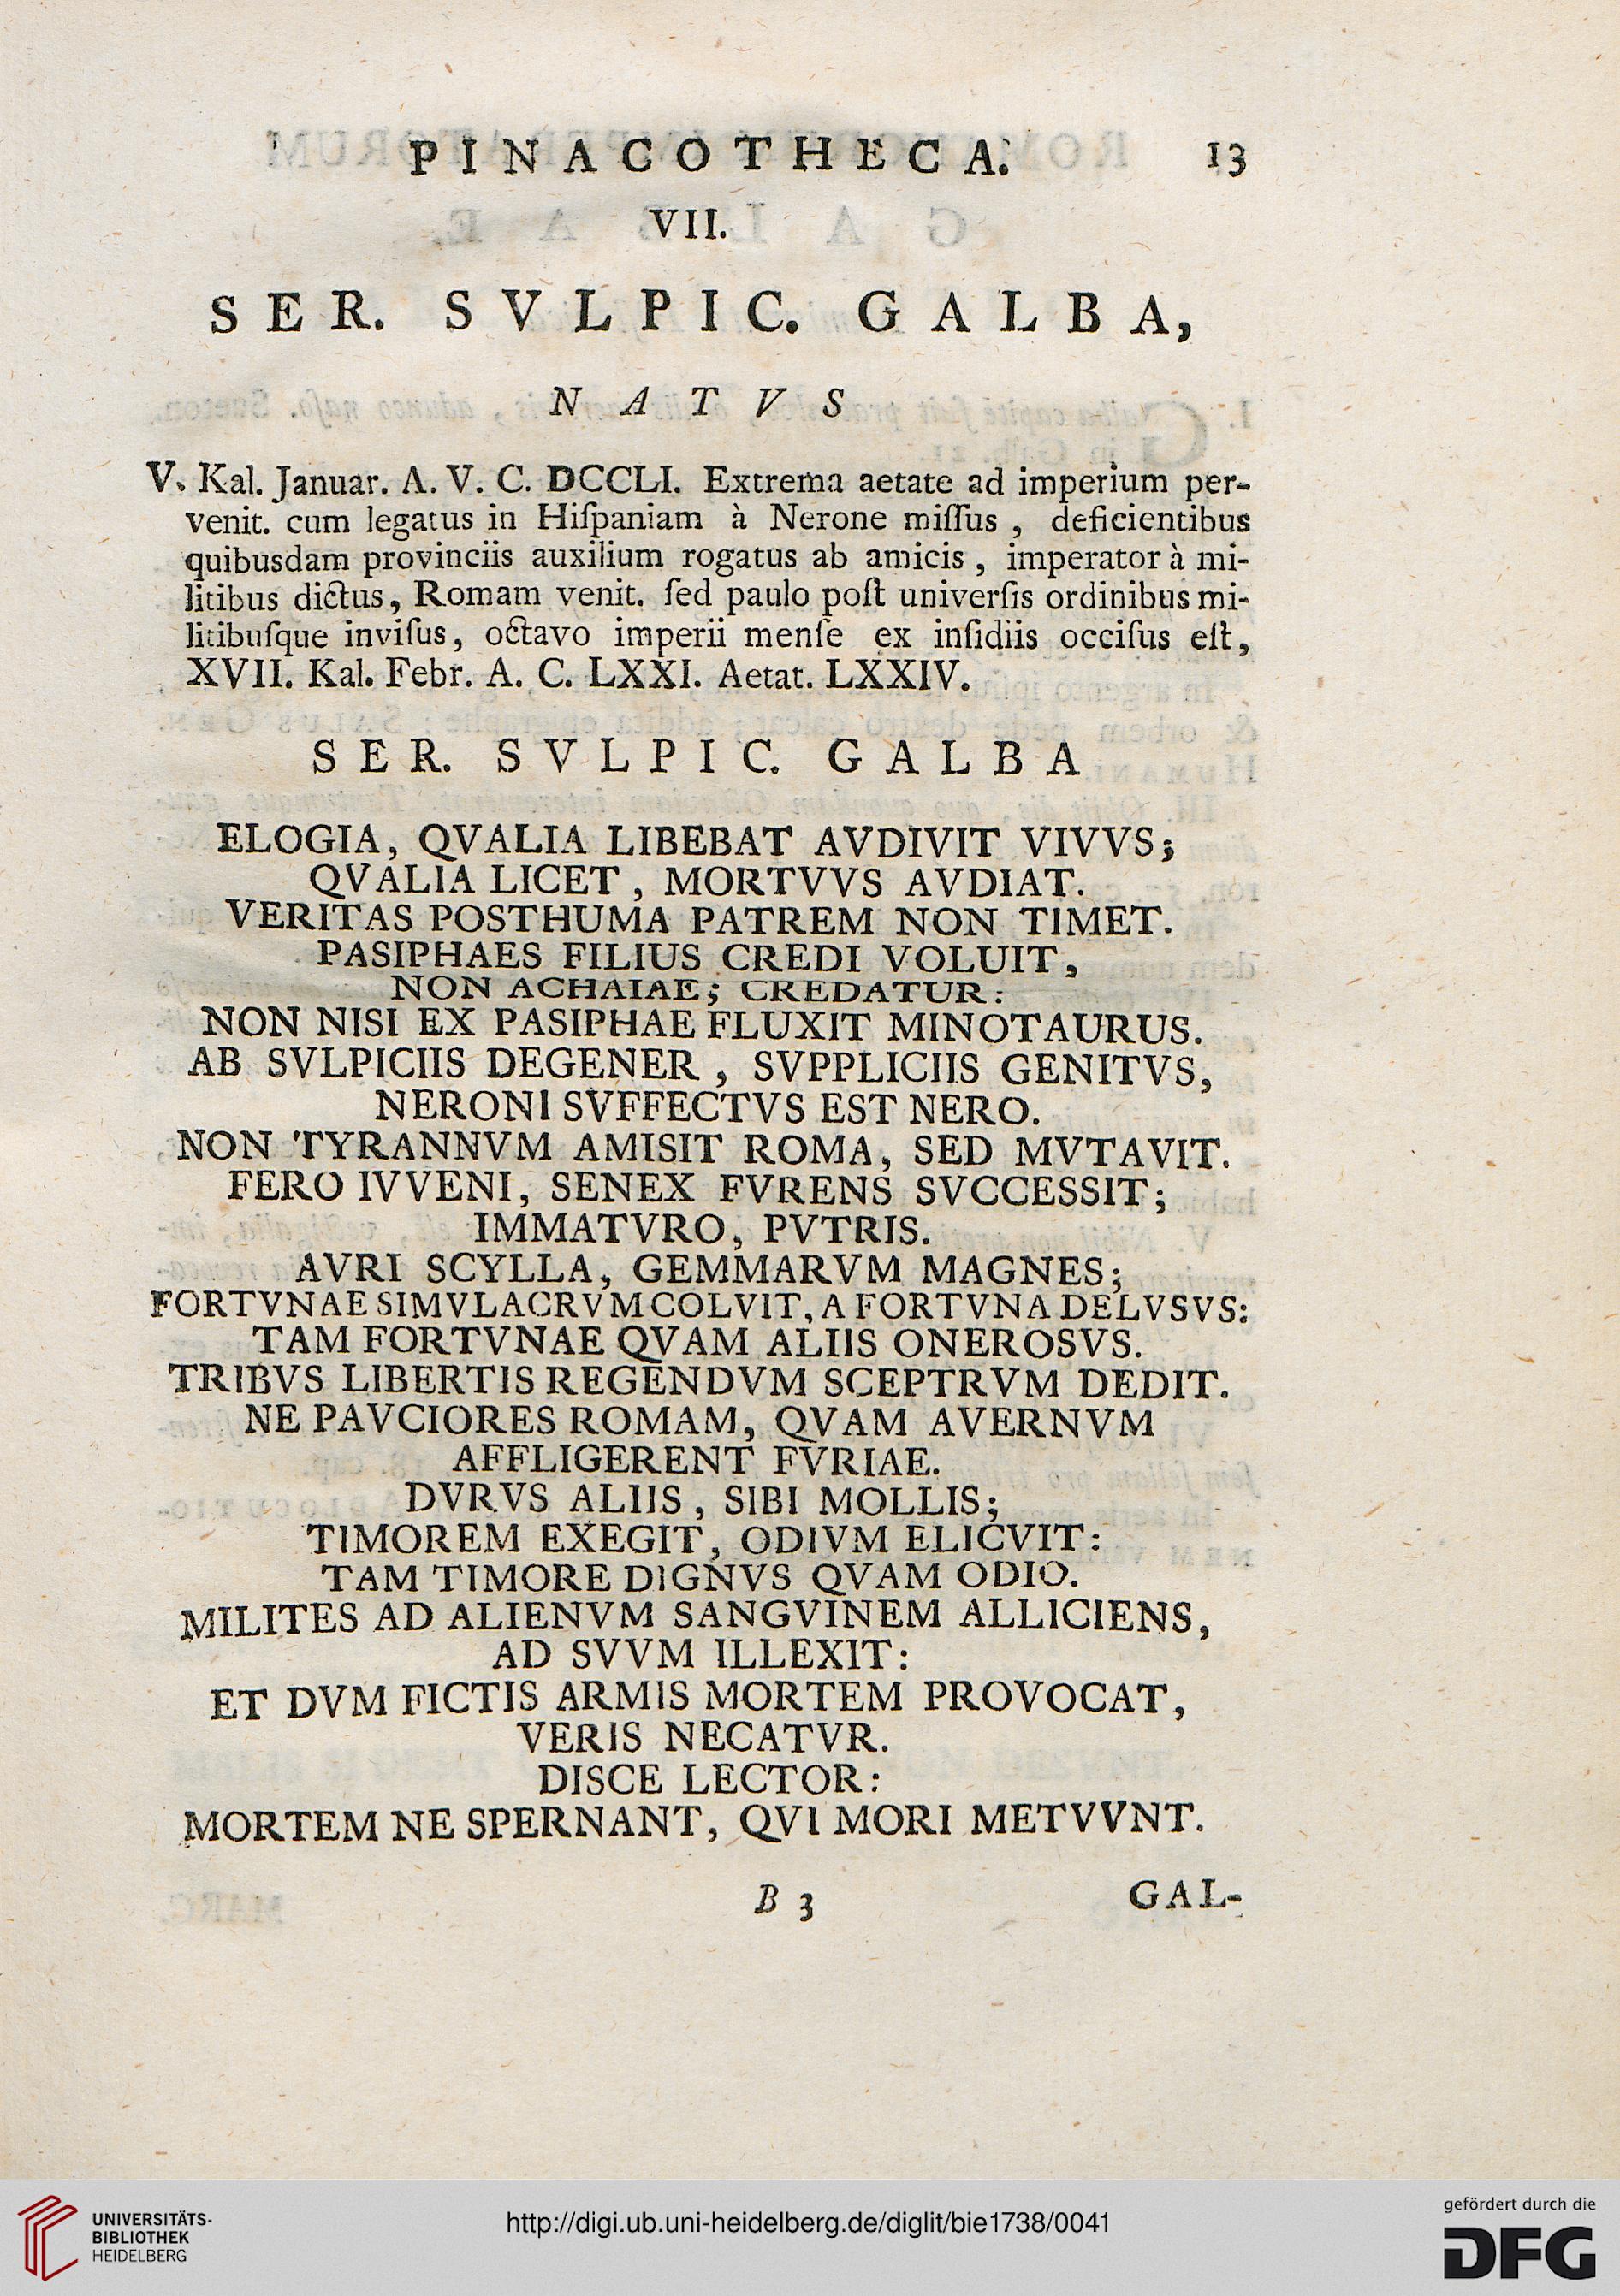 PINACOTHECA. 13
VII.
SER. SVLPIC. GALBA,
NATVS
V. Kal. Januar. A. V. C. DCCLI. Extrema aetate ad imperium per-
venit. cum legatus in Hiſpaniam à Nerone miſſus , deficientibus
quibusdam provinciis auxilium rogatus ab amicis , imperator à mi-
litibus dictus, Romam venit. ſed paulo poſt univerſis ordinibus mi-
litibuſque inviſus, octavo imperii menſe ex inſidiis occiſus eſt,
XVII. Kal. Febr. A. C. LXXI. Aetat. LXXIV.
SER. SVLPIC. GALBA
ELOGIA, QVALIA LIBEBAT AVDIVIT VIVVS;
QVALIA LICET , MORTVVS AVDIAT.
VERITAS POSTHUMA PATREM NON TIMET.
PASIPHAES FILIUS CREDI VOLUIT,
NON ACHAIAE; CREDATUR:
NON NISI EX PASIPHAE FLUXIT MINOTAURUS.
AB SVLPICIIS DEGENER , SVPPLICIIS GENITVS,
NERONI SVFFECTVS EST NERO.
NON TYRANNVM AMISIT ROMA, SED MVTAVIT.
FERO IVVENI, SENEX FVRENS SVCCESSIT;
IMMATVRO, PVTRIS.
AVRI SCYLLA, GEMMARVM MAGNES;
FORTVNAE SIMVLACRVM COLVIT, A FORTVNA DELVSVS:
TAM FORTVNAE QVAM ALIIS ONEROSVS.
TRIBVS LIBERTIS REGENDVM SCEPTRVM DEDIT.
NE PAVCIORES ROMAM, QVAM AVERNVM
AFFLIGERENT FVRIAE.
DVRVS ALIIS , SIBI MOLLIS;
TIMOREM EXEGIT, ODIVM ELICVIT:
TAM TIMORE DIGNVS QVAM ODIO.
MILITES AD ALIENVM SANGVINEM ALLICIENS,
AD SVVM ILLEXIT:
ET DVM FICTIS ARMIS MORTEM PROVOCAT,
VERIS NECATVR.
DISCE LECTOR:
MORTEM NE SPERNANT, QVI MORI METVVNT.
B 3 GAL-
UNIVERSITÄTS-
BIBLIOTHEK
HEIDELBERG
http://digi.ub.uni-heidelberg.de/diglit/bie1738/0041
gefördert durch die
DFG